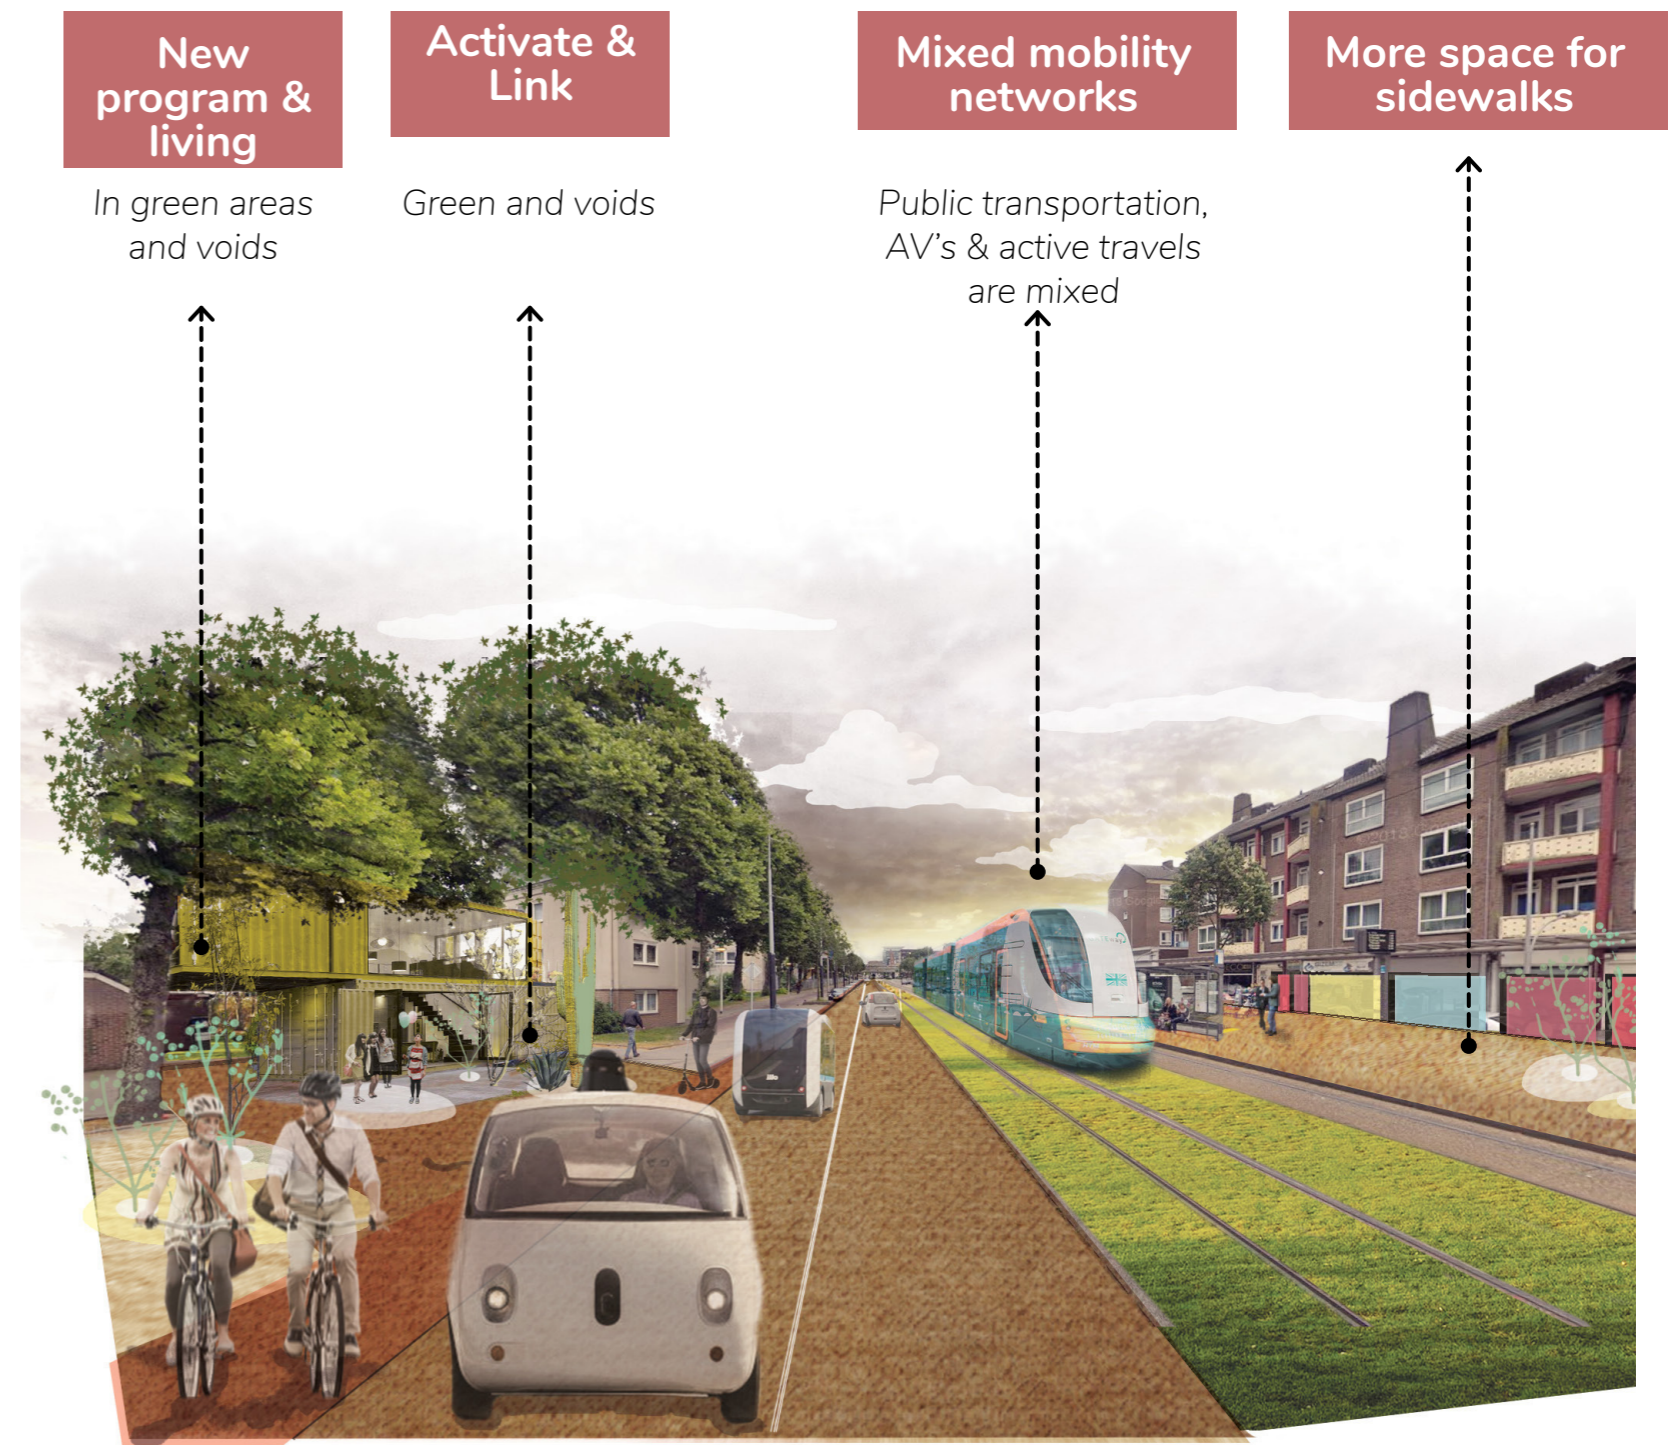 New
program &
living
In green areas
and voids
Activate &
Link
Green and voids
Mixed mobility
networks
Public transportation,
AV's & active travels
are mixed
More space for
sidewalks